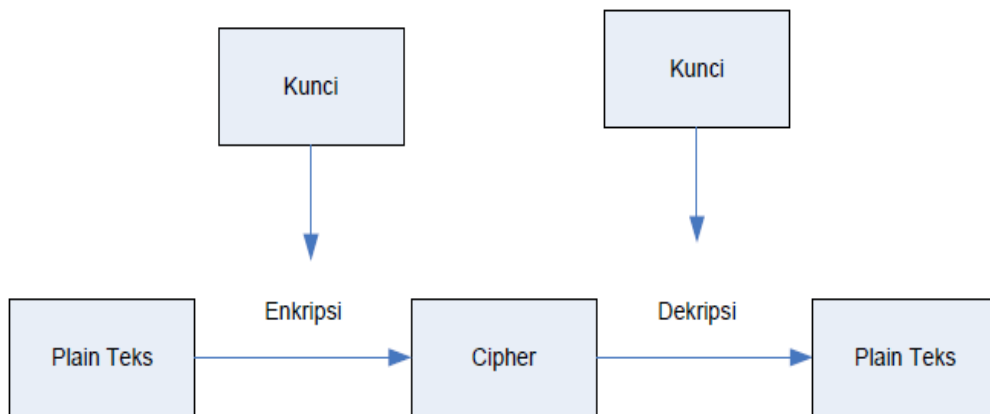 Kunci
Kunci
Enkripsi
Dekripsi
Plain Teks
Cipher
Plain Teks